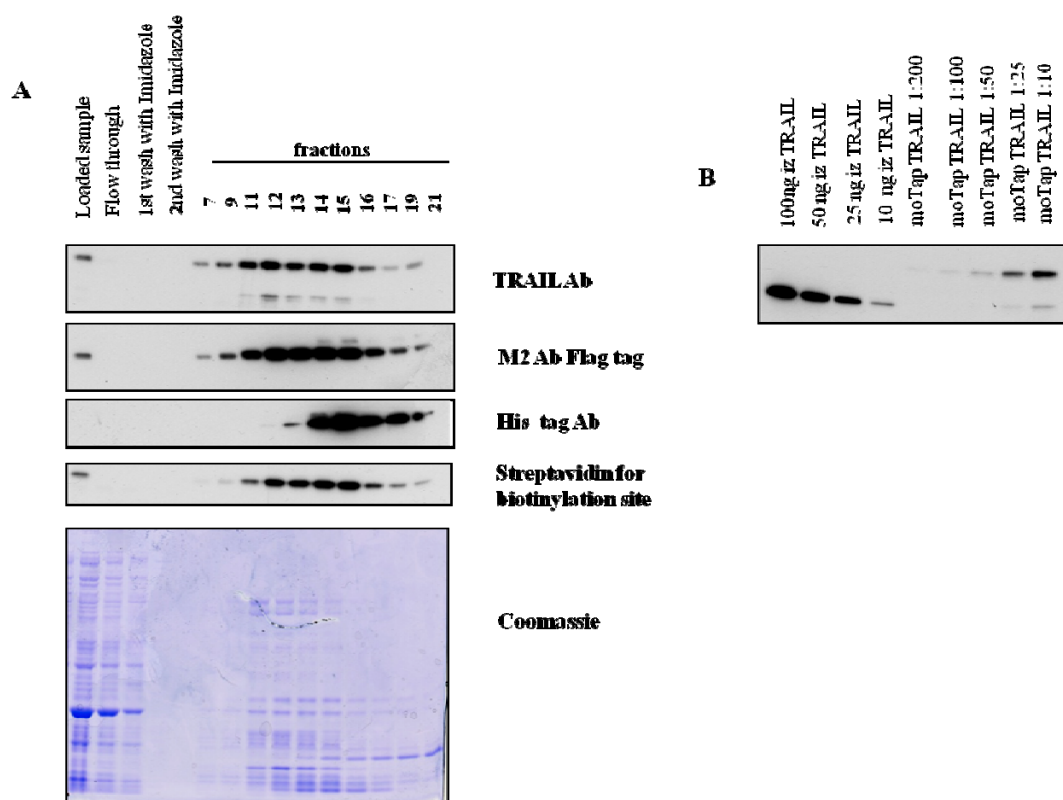 A
Loaded sample
Flow through
1st wash with Imidazole
2nd wash with Imidazole
fractions
7 9 11 12 13 14 15 16 17 19 21
TRAIL Ab
M2 Ab Flag tag
His tag Ab
Streptavidin for
biotinylation site
Coomassie
B
100ng iz TRAIL
50 ng iz TRAIL
25 ng iz TRAIL
10 ng iz TRAIL
moTap TRAIL 1:200
moTap TRAIL 1:100
moTap TRAIL 1:50
moTap TRAIL 1:25
moTap TRAIL 1:10